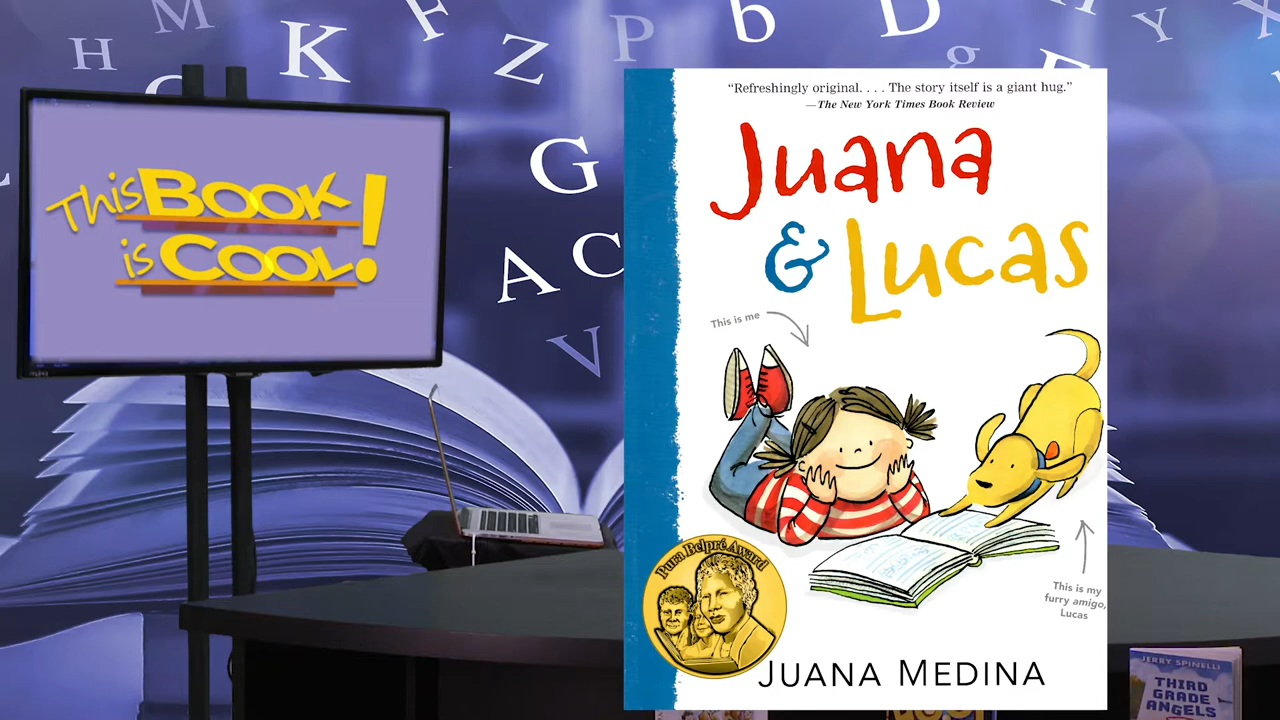 H
M
K
F
Z
P
b
D
g
Y
X
G
A
C
V
This BOOK
is COOL!
“Refreshingly original. . . . The story itself is a giant hug.”
—The New York Times Book Review
Juana
& Lucas
This is me
This is my
furry amigo,
Lucas
Pura Belpré Award
JUANA MEDINA
JERRY SPINELLI
THIRD
GRADE
ANGELS